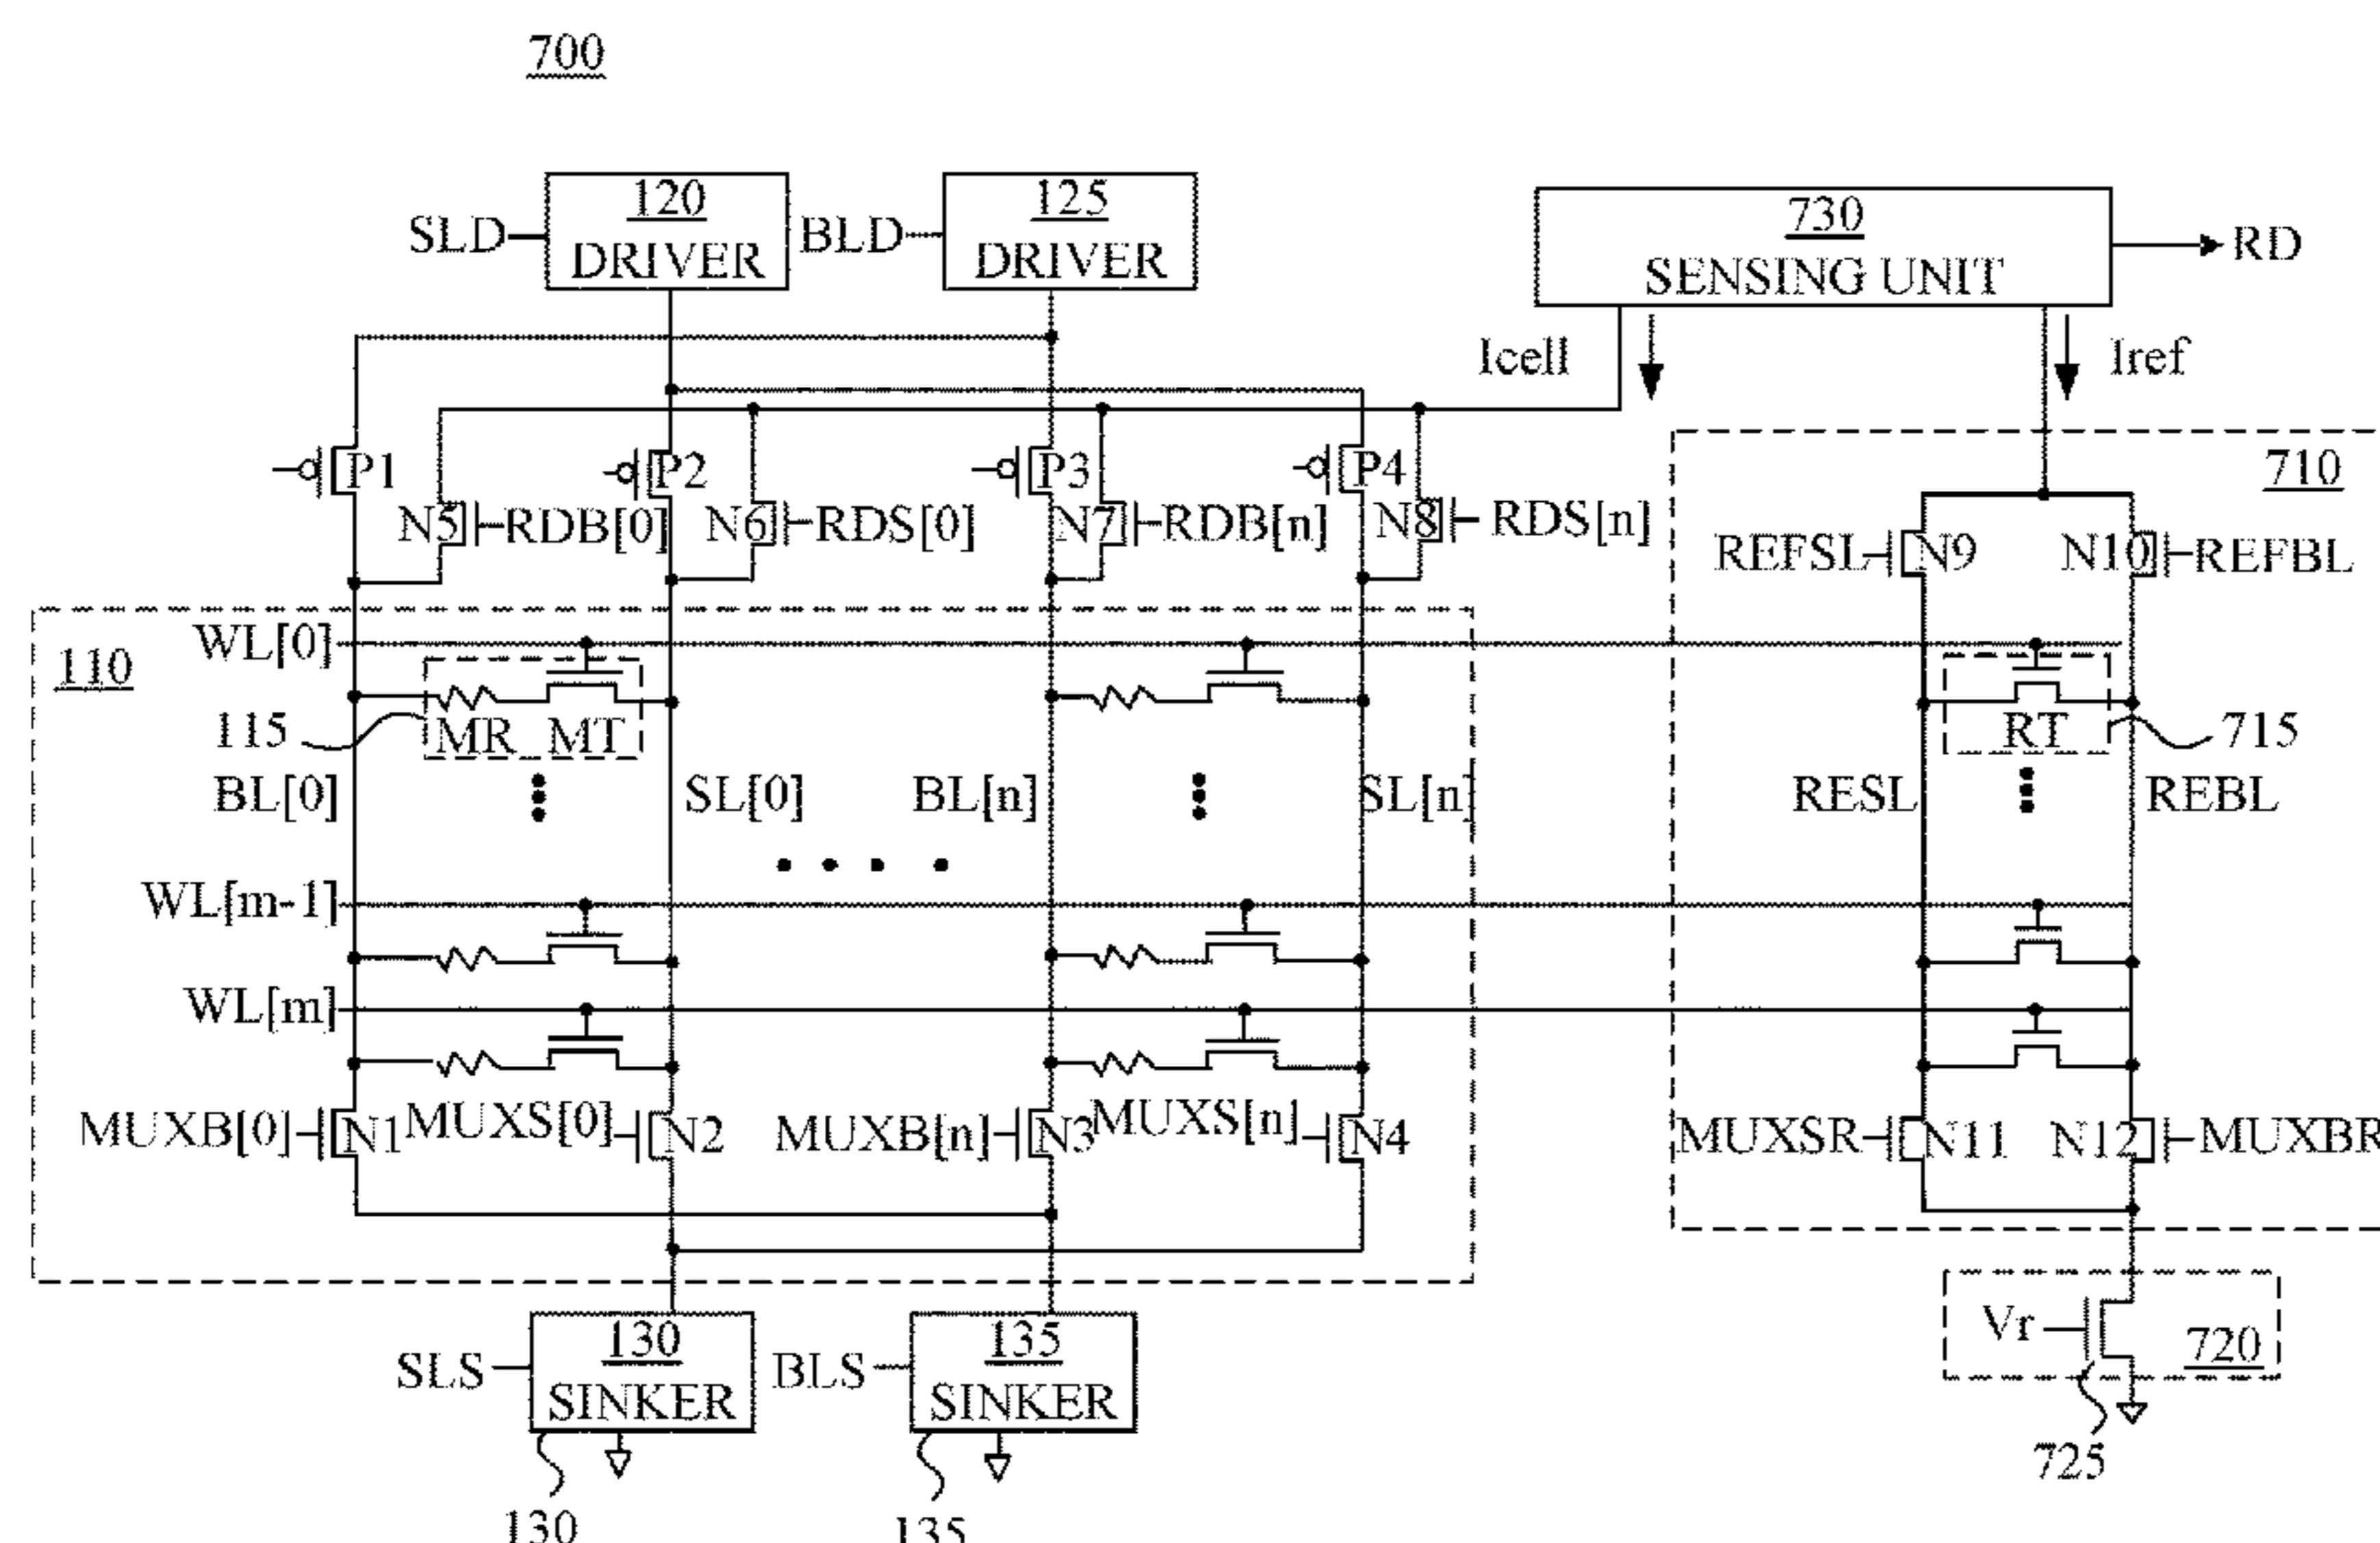 700
SLD
120
DRIVER
BLD
125
DRIVER
730
SENSING UNIT
RD
Icell
Iref
P1
P2
P3
P4
N5
RDB[0]
N6
RDS[0]
N7
RDB[n]
N8
RDS[n]
710
REFSL
N9
N10
REFBL
110
WL[0]
115
MR
MT
RT
715
BL[0]
SL[0]
BL[n]
SL[n]
RESL
REBL
WL[m-1]
WL[m]
MUXB[0]
N1
MUXS[0]
N2
MUXB[n]
N3
MUXS[n]
N4
MUXSR
N11
N12
MUXBR
SLS
130
SINKER
BLS
135
SINKER
Vr
720
725
130
135